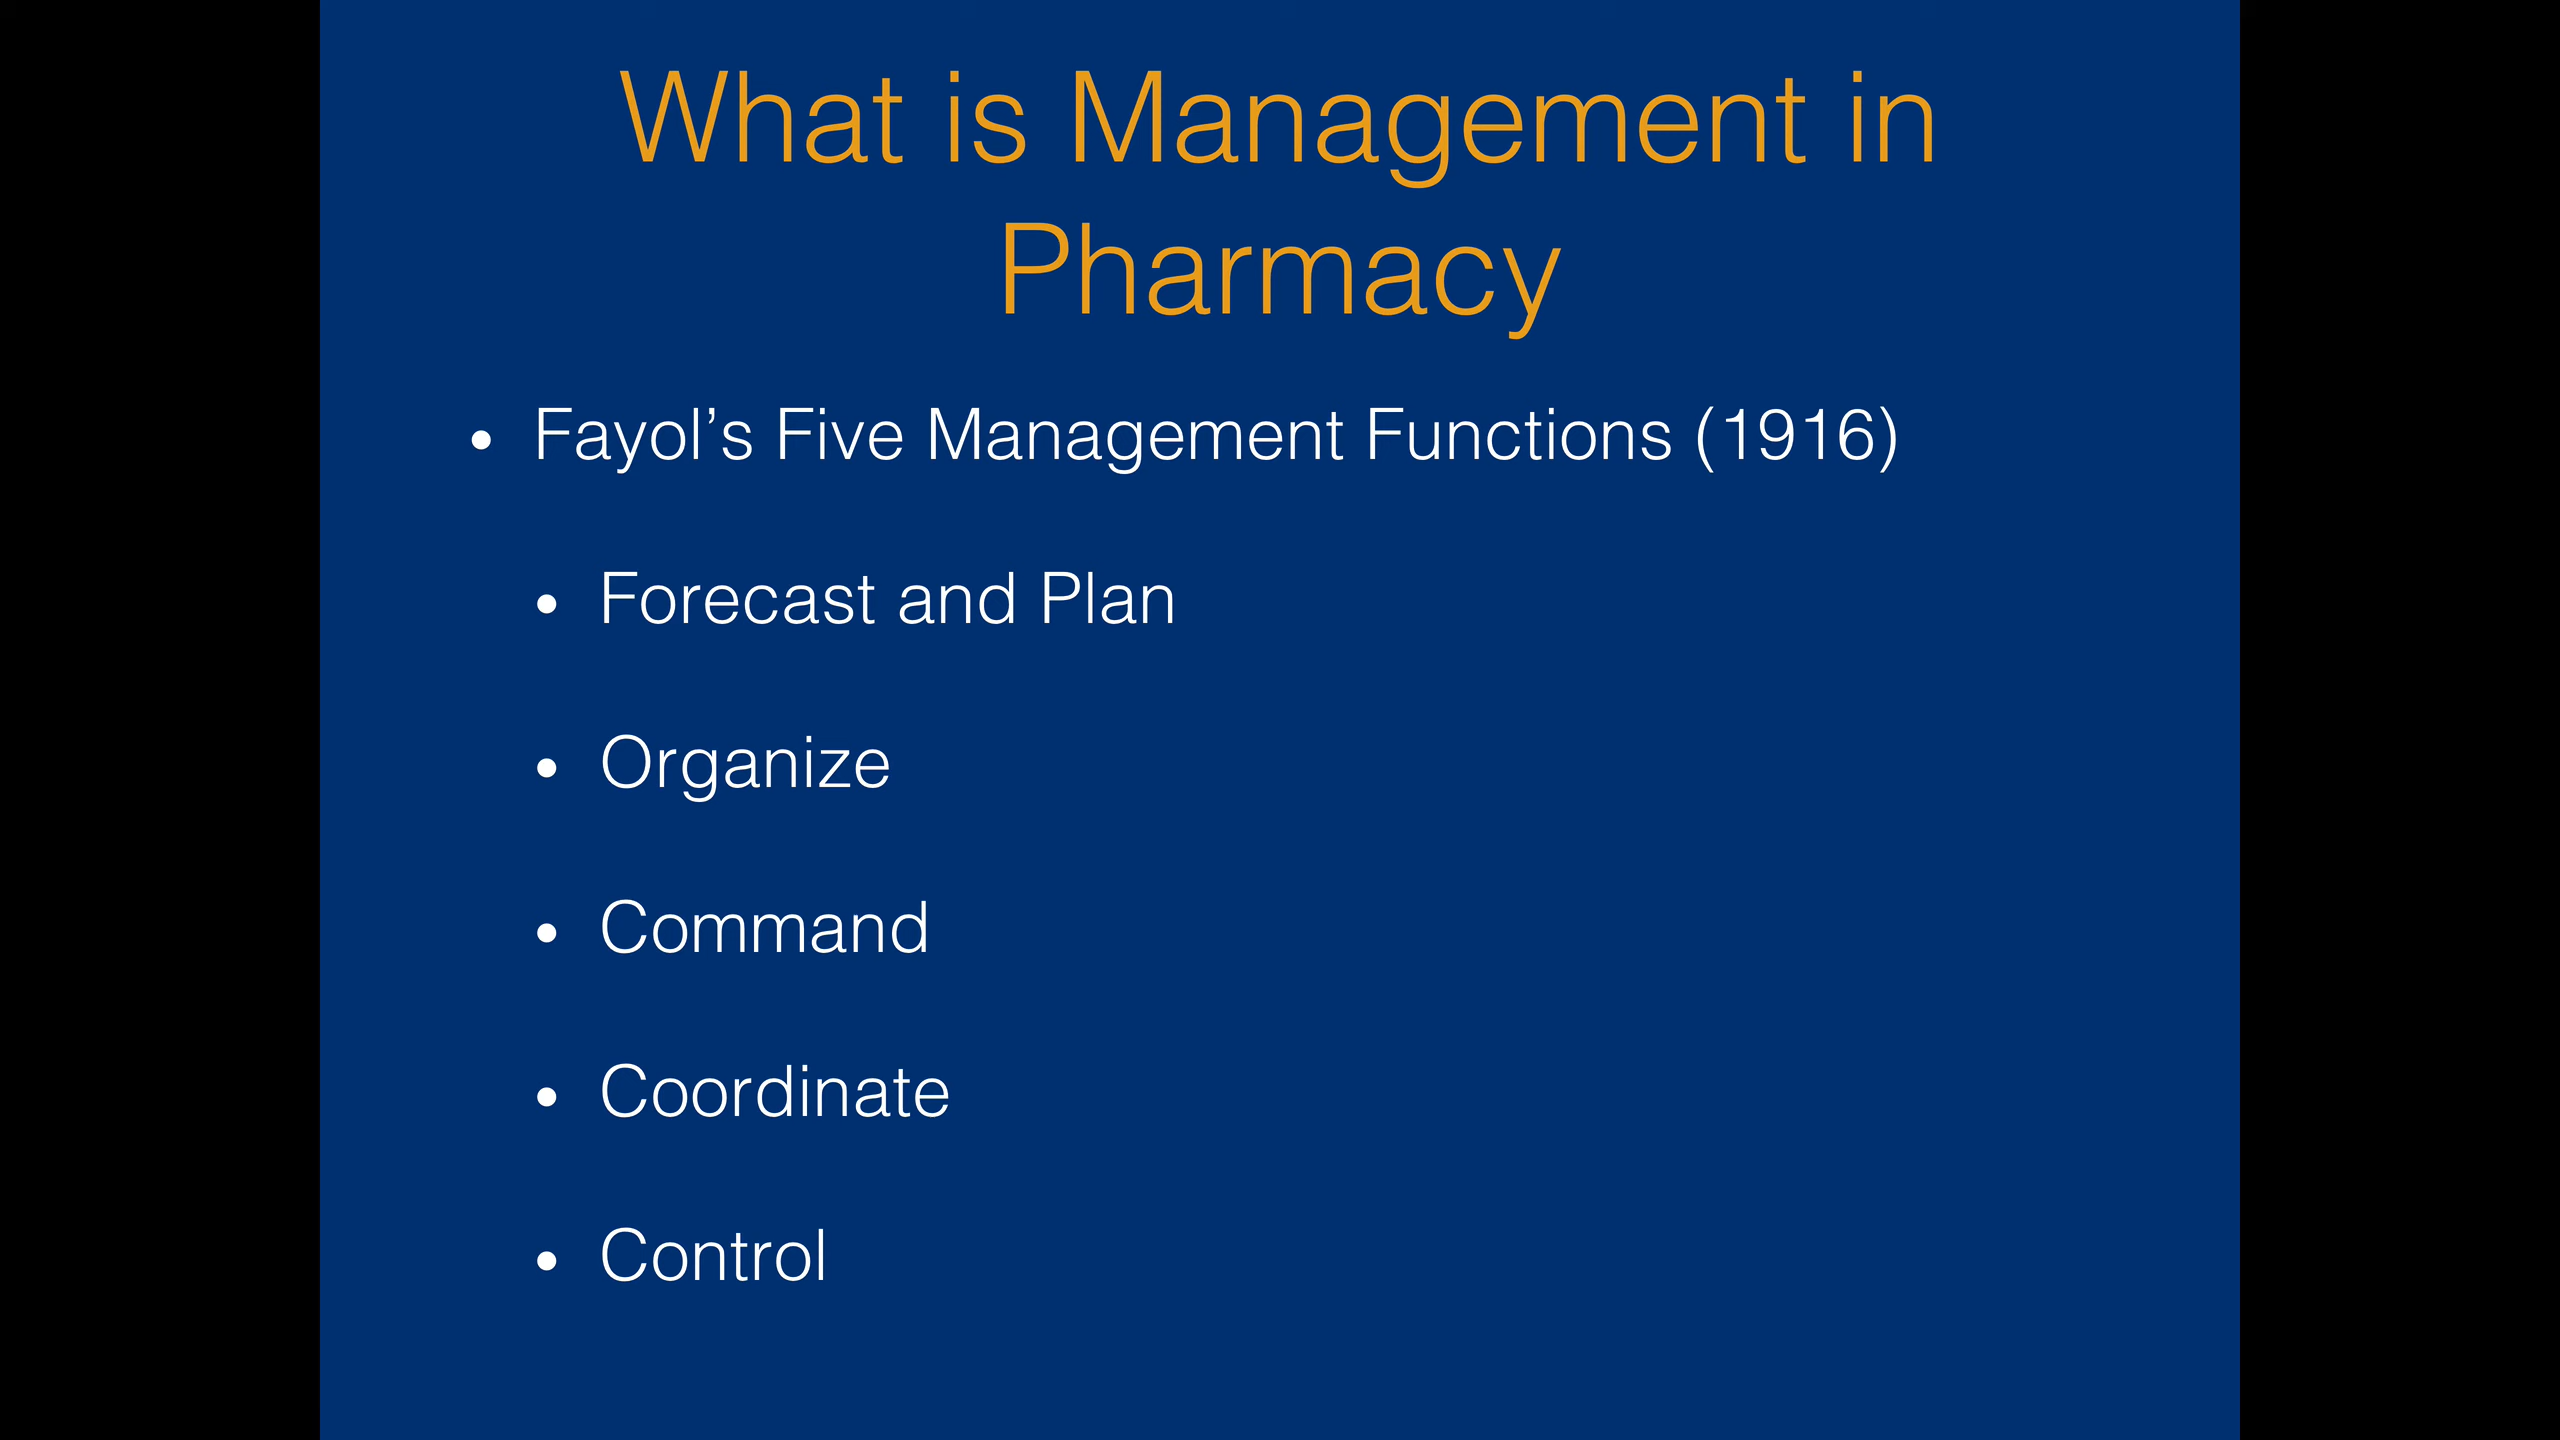 What is Management in
Pharmacy
• Fayol’s Five Management Functions (1916)
• Forecast and Plan
• Organize
• Command
• Coordinate
• Control